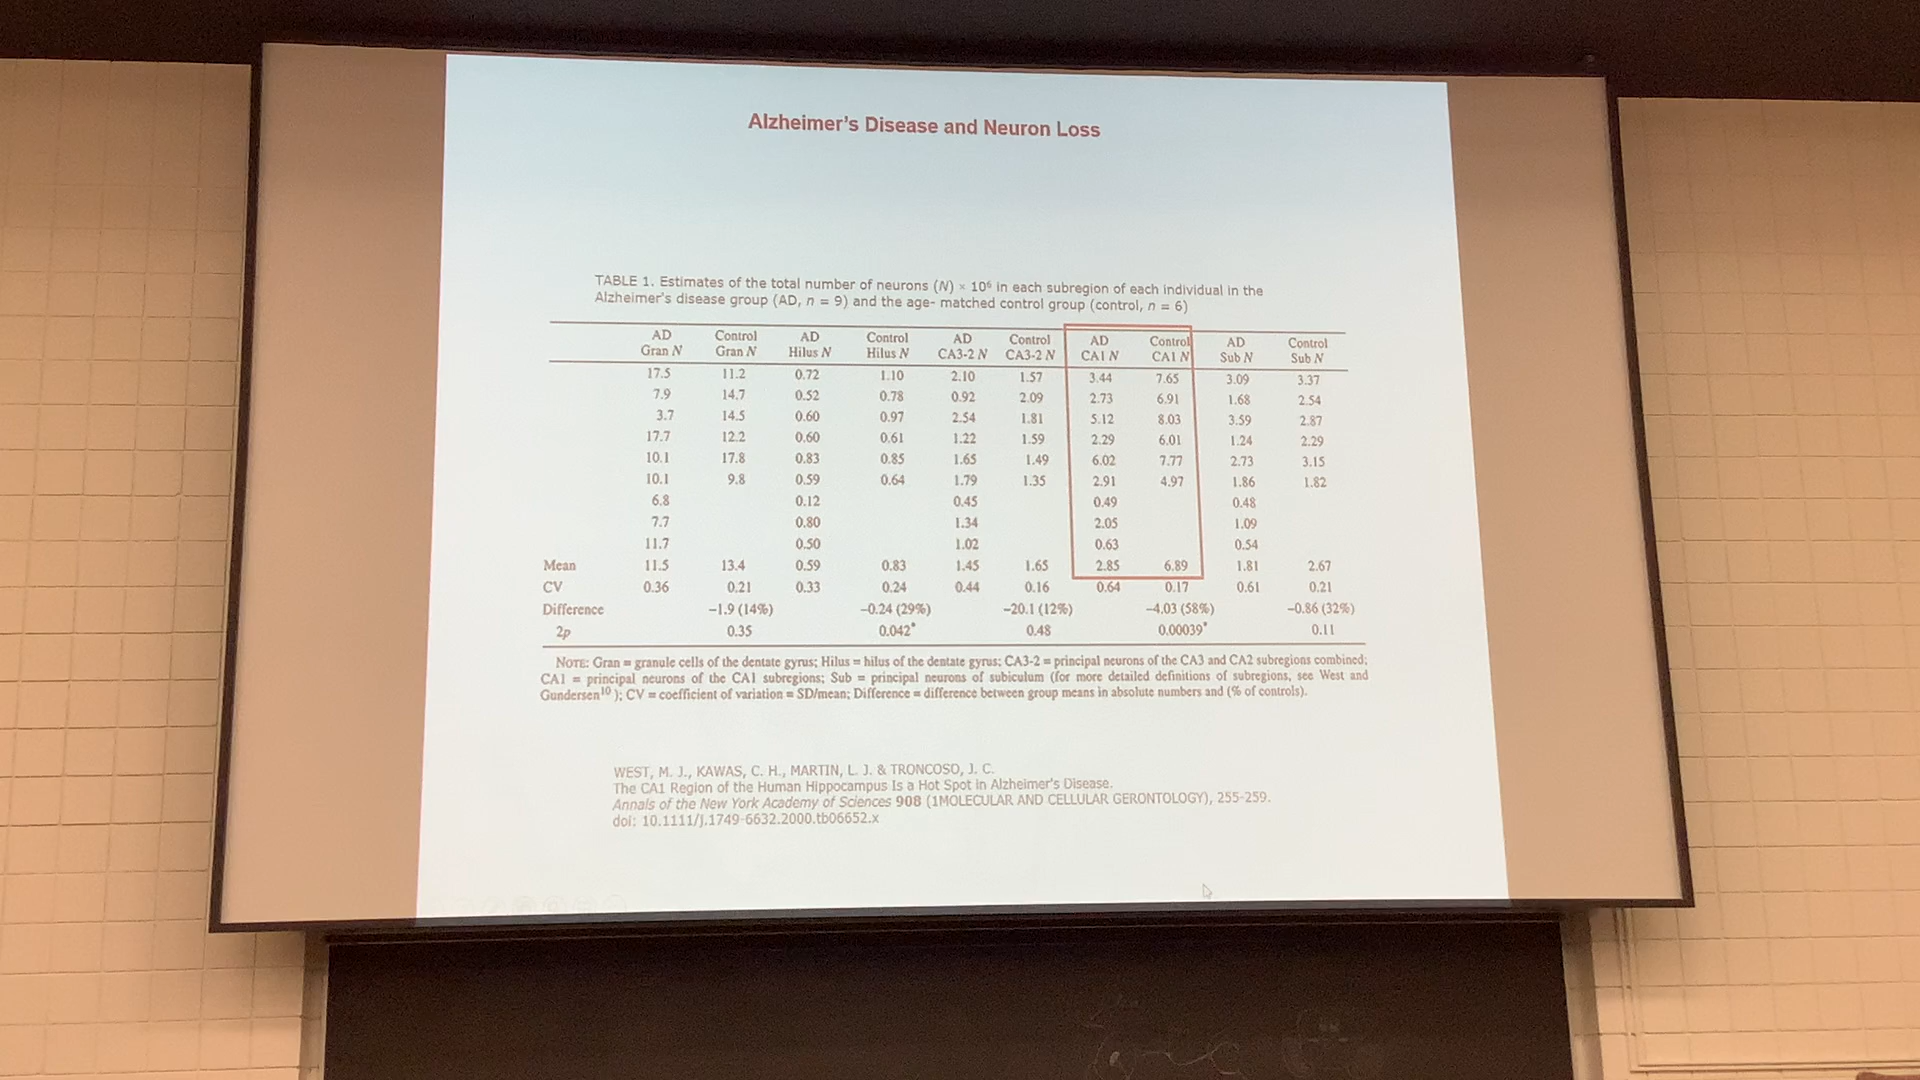 Alzheimer's Disease and Neuron Loss
TABLE 1. Estimates of the total number of neurons (N) × 10⁶ in each subregion of each individual in the
Alzheimer's disease group (AD, n = 9) and the age- matched control group (control, n = 6)
AD Control AD Control AD Control AD Control AD Control
Gran N Gran N Hilus N Hilus N CA3-2 N CA3-2 N CA1 N CA1 N Sub N Sub N
17.5 11.2 0.72 1.10 2.10 1.57 3.44 7.65 3.09 3.37
7.9 14.7 0.52 0.78 0.92 2.09 2.73 6.91 1.68 2.54
3.7 14.5 0.60 0.97 2.54 1.81 5.12 8.03 3.59 2.87
17.7 12.2 0.60 0.61 1.22 1.59 2.29 6.01 1.24 2.29
10.1 17.8 0.83 0.85 1.65 1.49 6.02 7.77 2.73 3.15
10.1 9.8 0.59 0.64 1.79 1.35 2.91 4.97 1.86 1.82
6.8 0.12 0.45 0.49 0.48
7.7 0.80 1.34 2.05 1.09
11.7 0.50 1.02 0.63 0.54
Mean 11.5 13.4 0.59 0.83 1.45 1.65 2.85 6.89 1.81 2.67
CV 0.36 0.21 0.33 0.24 0.44 0.16 0.64 0.17 0.61 0.21
Difference −1.9 (14%) −0.24 (29%) −20.1 (12%) −4.03 (58%) −0.86 (32%)
2p 0.35 0.042* 0.48 0.00039* 0.11
NOTE: Gran = granule cells of the dentate gyrus; Hilus = hilus of the dentate gyrus; CA3-2 = principal neurons of the CA3 and CA2 subregions combined;
CA1 = principal neurons of the CA1 subregions; Sub = principal neurons of subiculum (for more detailed definitions of subregions, see West and
Gundersen¹⁰ ); CV = coefficient of variation = SD/mean; Difference = difference between group means in absolute numbers and (% of controls).
WEST, M. J., KAWAS, C. H., MARTIN, L. J. & TRONCOSO, J. C.
The CA1 Region of the Human Hippocampus Is a Hot Spot in Alzheimer's Disease.
Annals of the New York Academy of Sciences 908 (1MOLECULAR AND CELLULAR GERONTOLOGY), 255-259.
doi: 10.1111/j.1749-6632.2000.tb06652.x